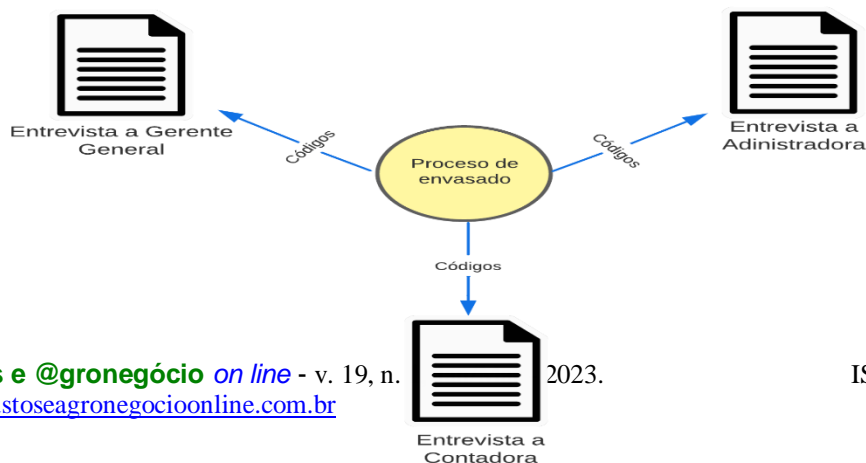 Entrevista a Gerente
General
Entrevista a
Adinistradora
Códigos
Códigos
Proceso de
envasado
Códigos
s e @gronegócio on line - v. 19, n. 2023. IS
stoseagronegocioonline.com.br
Entrevista a
Contadora